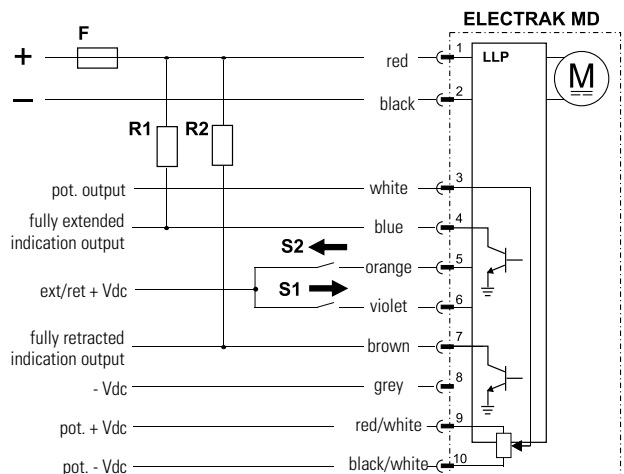 ELECTRAK MD
F
+ red 1 LLP M
– black 2
R1 R2
pot. output white 3
fully extended
indication output blue 4
S2 orange 5
ext/ret + Vdc S1 violet 6
fully retracted
indication output brown 7
- Vdc grey 8
pot. + Vdc red/white 9
pot. - Vdc black/white 10